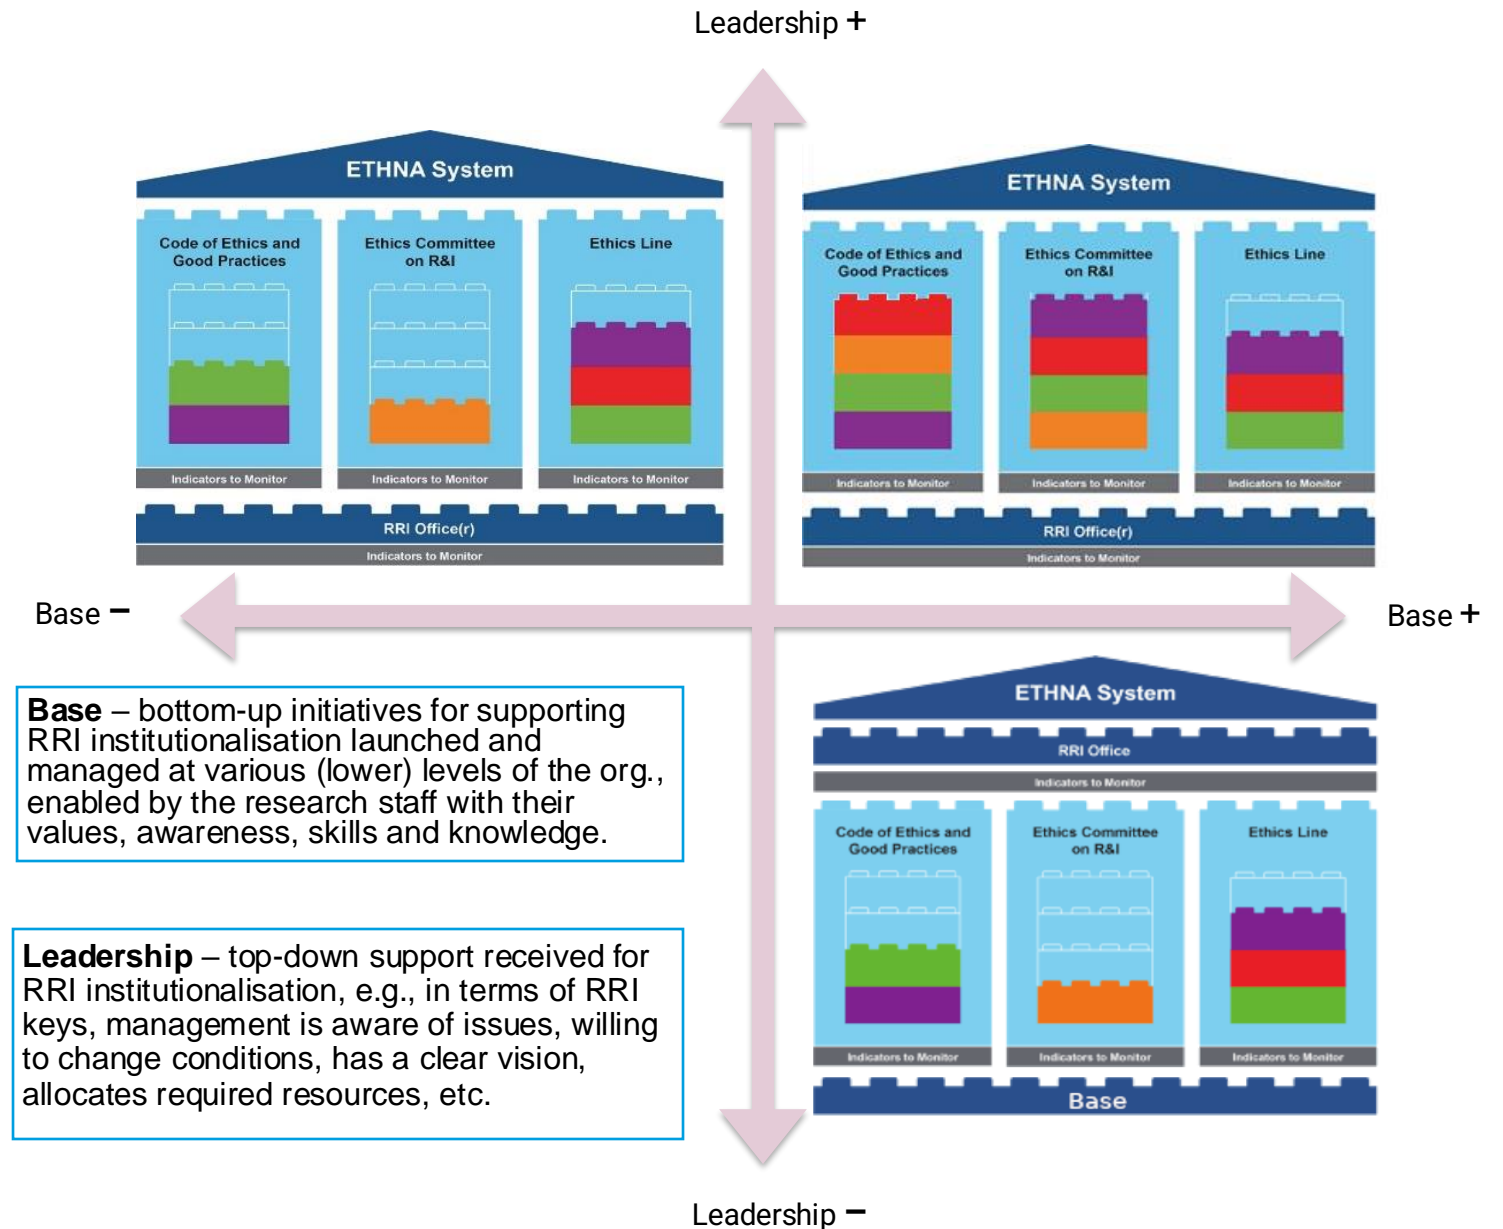 Leadership +
ETHNA System
Code of Ethics and
Good Practices
Ethics Committee
on R&I
Ethics Line
Indicators to Monitor
Indicators to Monitor
Indicators to Monitor
RRI Office(r)
Indicators to Monitor
ETHNA System
Code of Ethics and
Good Practices
Ethics Committee
on R&I
Ethics Line
Indicators to Monitor
Indicators to Monitor
Indicators to Monitor
RRI Office(r)
Indicators to Monitor
Base −
Base +
Base – bottom-up initiatives for supporting
RRI institutionalisation launched and
managed at various (lower) levels of the org.,
enabled by the research staff with their
values, awareness, skills and knowledge.
Leadership – top-down support received for
RRI institutionalisation, e.g., in terms of RRI
keys, management is aware of issues, willing
to change conditions, has a clear vision,
allocates required resources, etc.
ETHNA System
RRI Office
Indicators to Monitor
Code of Ethics and
Good Practices
Ethics Committee
on R&I
Ethics Line
Indicators to Monitor
Indicators to Monitor
Indicators to Monitor
Base
Leadership −